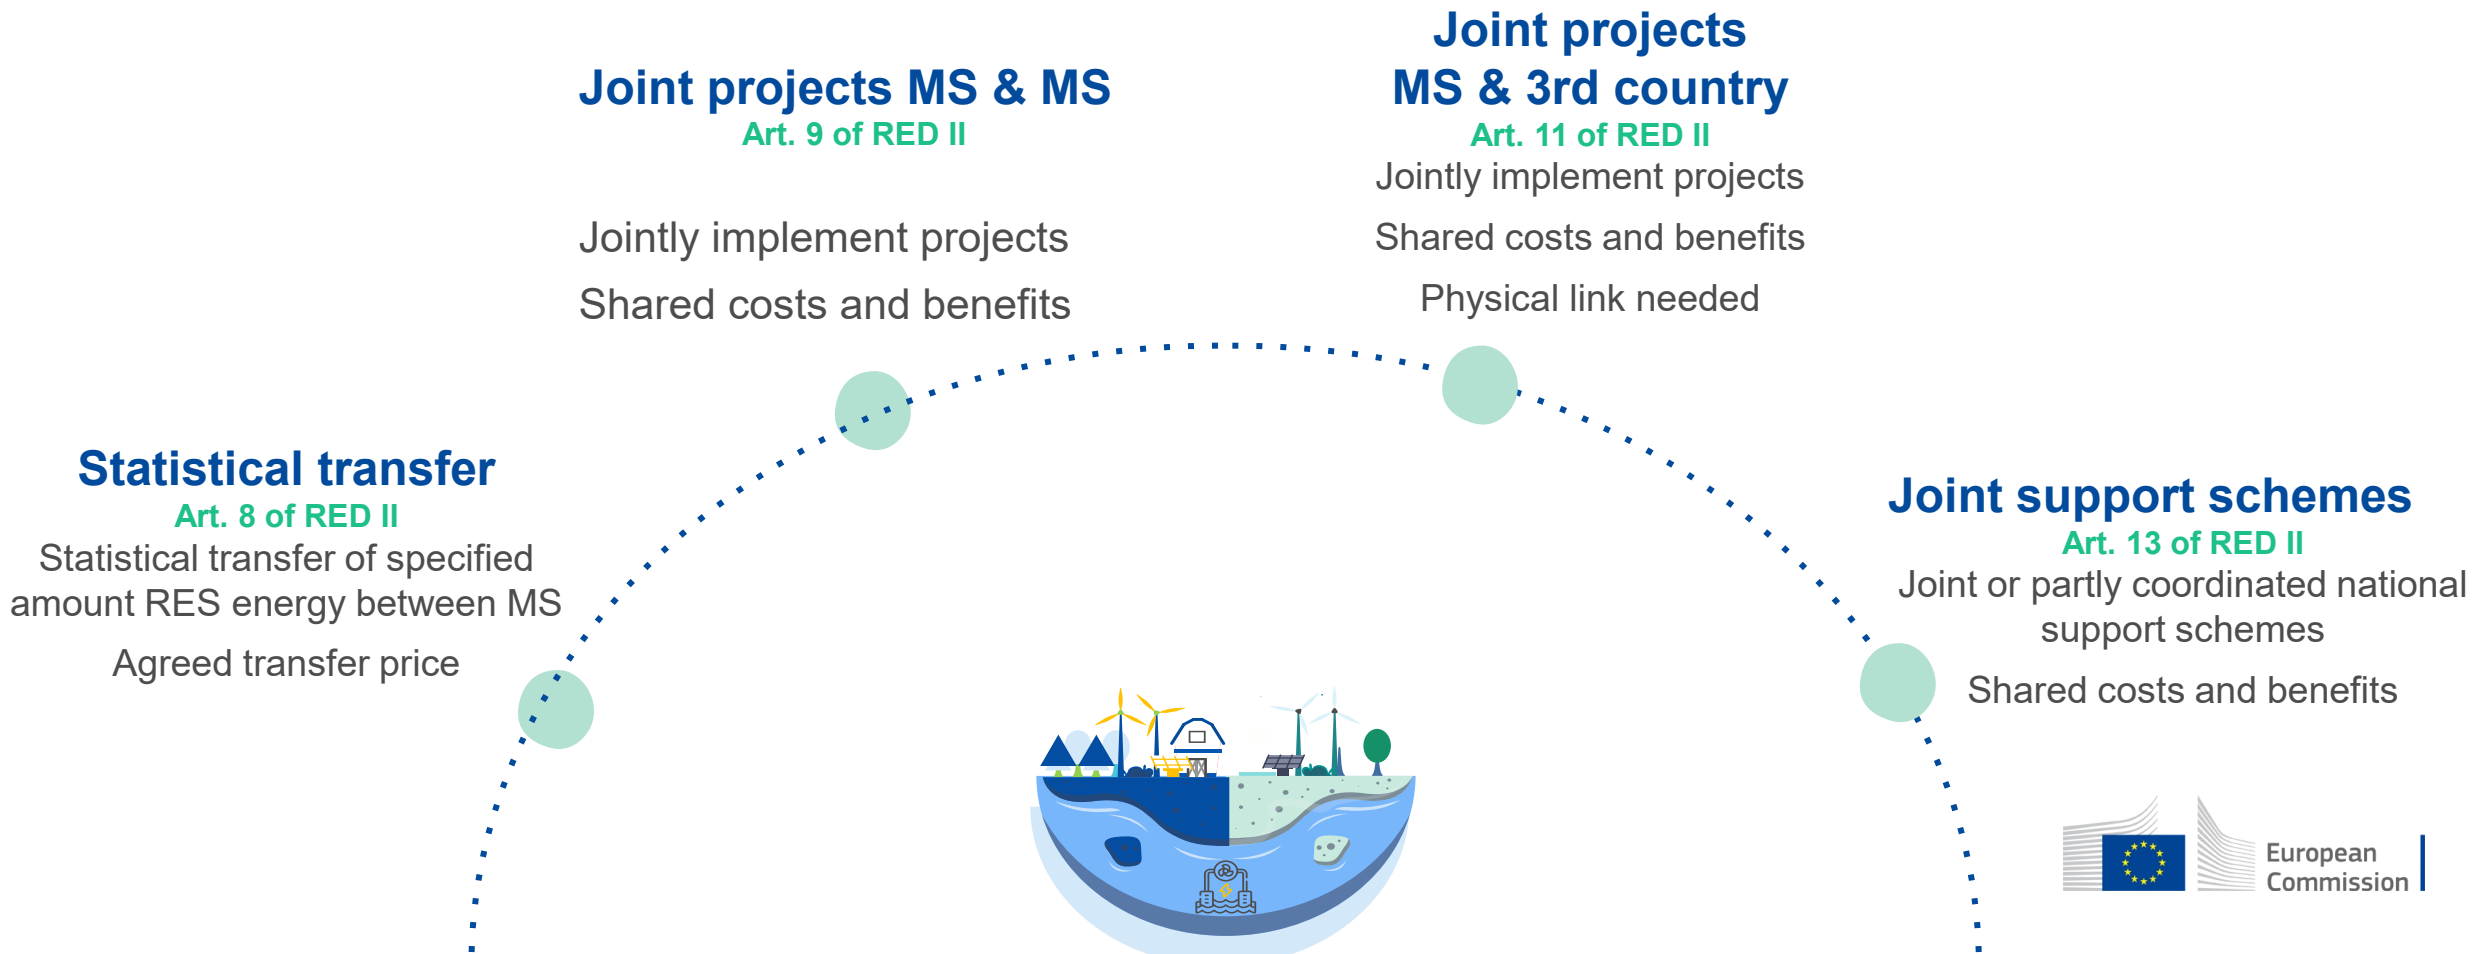 Statistical transfer
Art. 8 of RED II
Statistical transfer of specified
amount RES energy between MS
Agreed transfer price
Joint projects MS & MS
Art. 9 of RED II
Jointly implement projects
Shared costs and benefits
Joint projects
MS & 3rd country
Art. 11 of RED II
Jointly implement projects
Shared costs and benefits
Physical link needed
Joint support schemes
Art. 13 of RED II
Joint or partly coordinated national
support schemes
Shared costs and benefits
European
Commission